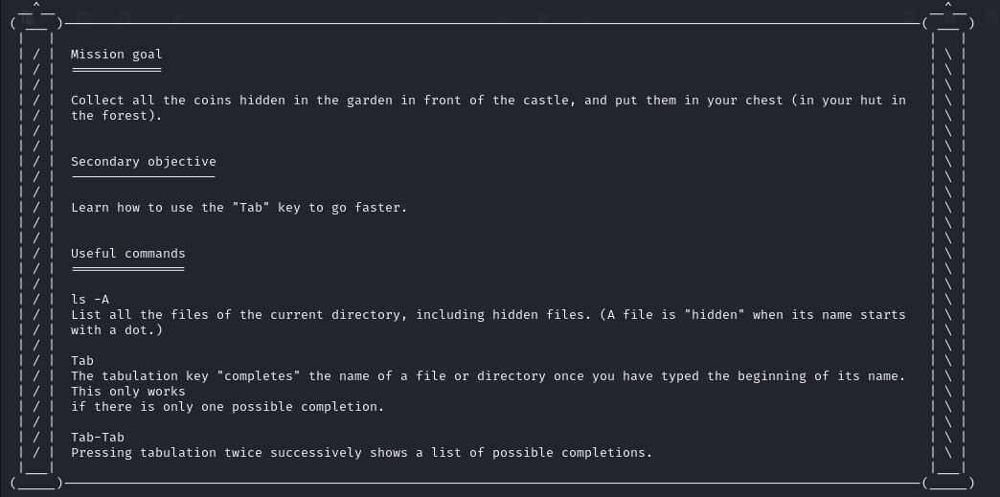 Mission goal
============
Collect all the coins hidden in the garden in front of the castle, and put them in your chest (in your hut in
the forest).
Secondary objective
-------------------
Learn how to use the "Tab" key to go faster.
Useful commands
===============
ls -A
List all the files of the current directory, including hidden files. (A file is "hidden" when its name starts
with a dot.)
Tab
The tabulation key "completes" the name of a file or directory once you have typed the beginning of its name.
This only works
if there is only one possible completion.
Tab-Tab
Pressing tabulation twice successively shows a list of possible completions.